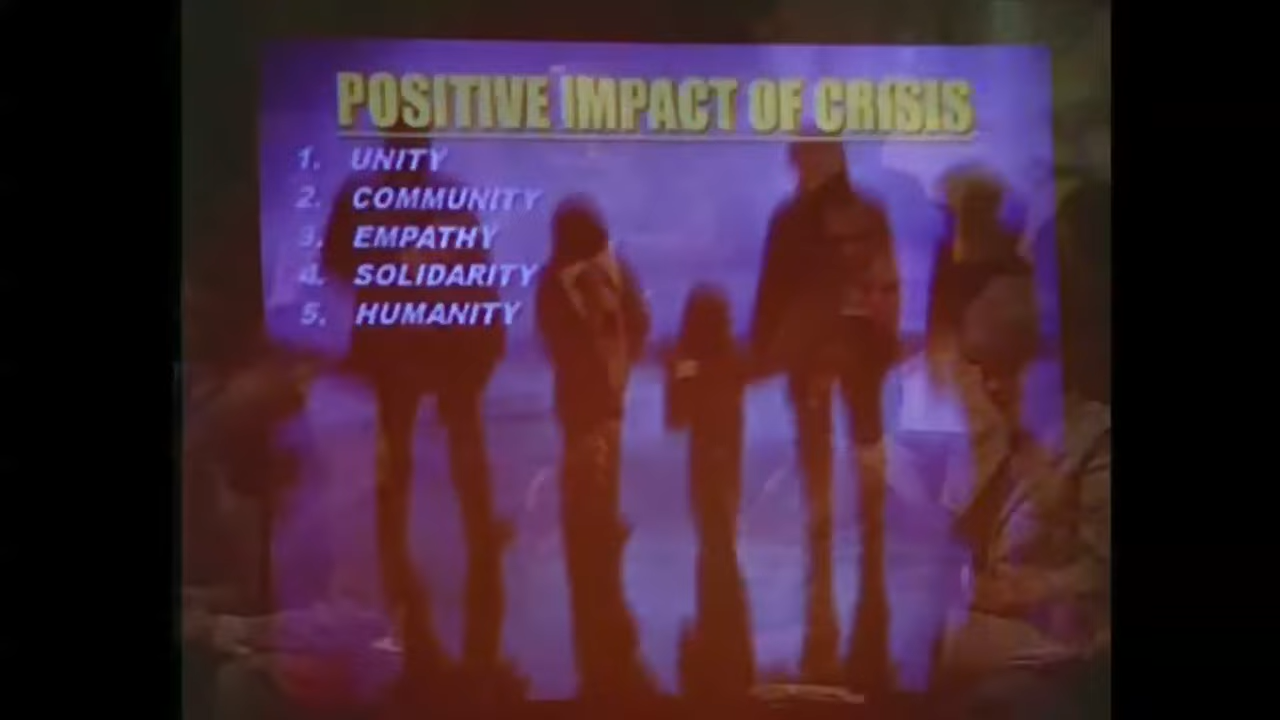 POSITIVE IMPACT OF CRISIS
1. UNITY
2. COMMUNITY
3. EMPATHY
4. SOLIDARITY
5. HUMANITY